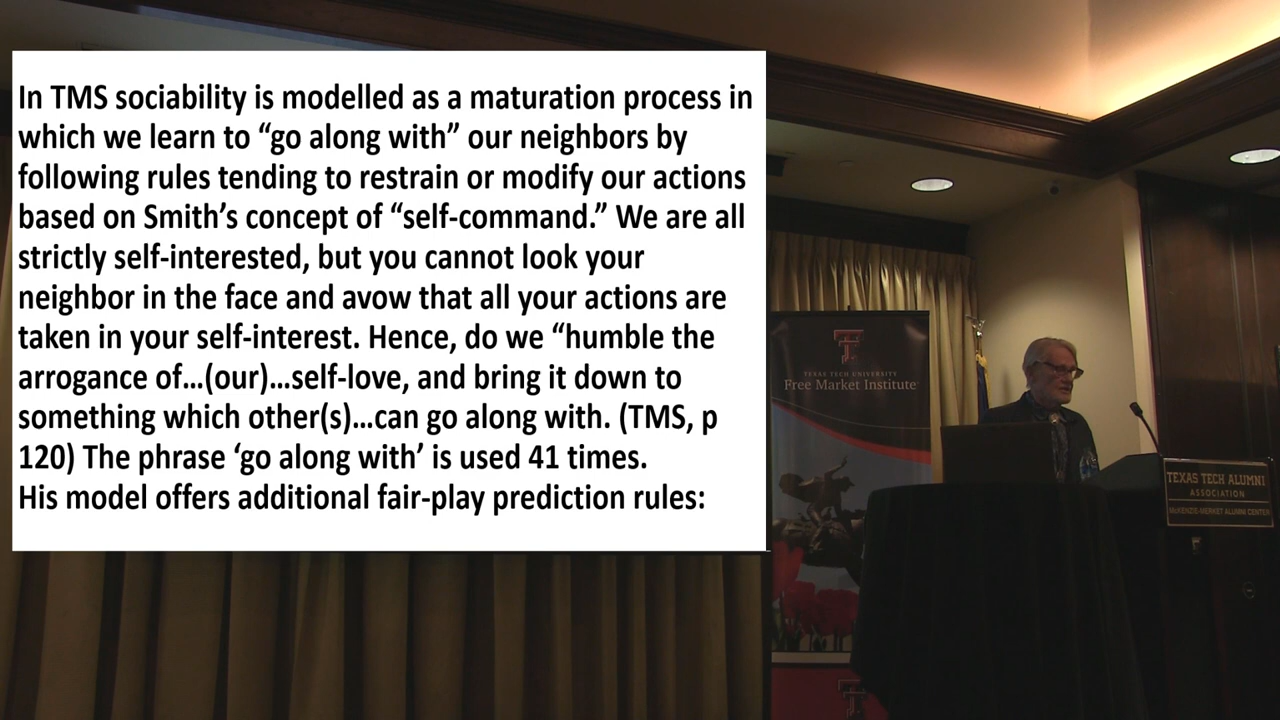 In TMS sociability is modelled as a maturation process in
which we learn to “go along with” our neighbors by
following rules tending to restrain or modify our actions
based on Smith’s concept of “self-command.” We are all
strictly self-interested, but you cannot look your
neighbor in the face and avow that all your actions are
taken in your self-interest. Hence, do we “humble the
arrogance of…(our)…self-love, and bring it down to
something which other(s)…can go along with. (TMS, p
120) The phrase ‘go along with’ is used 41 times.
His model offers additional fair-play prediction rules:
TEXAS TECH UNIVERSITY
Free Market Institute
TEXAS TECH ALUMNI
ASSOCIATION
McKENZIE-MERKET ALUMNI CENTER